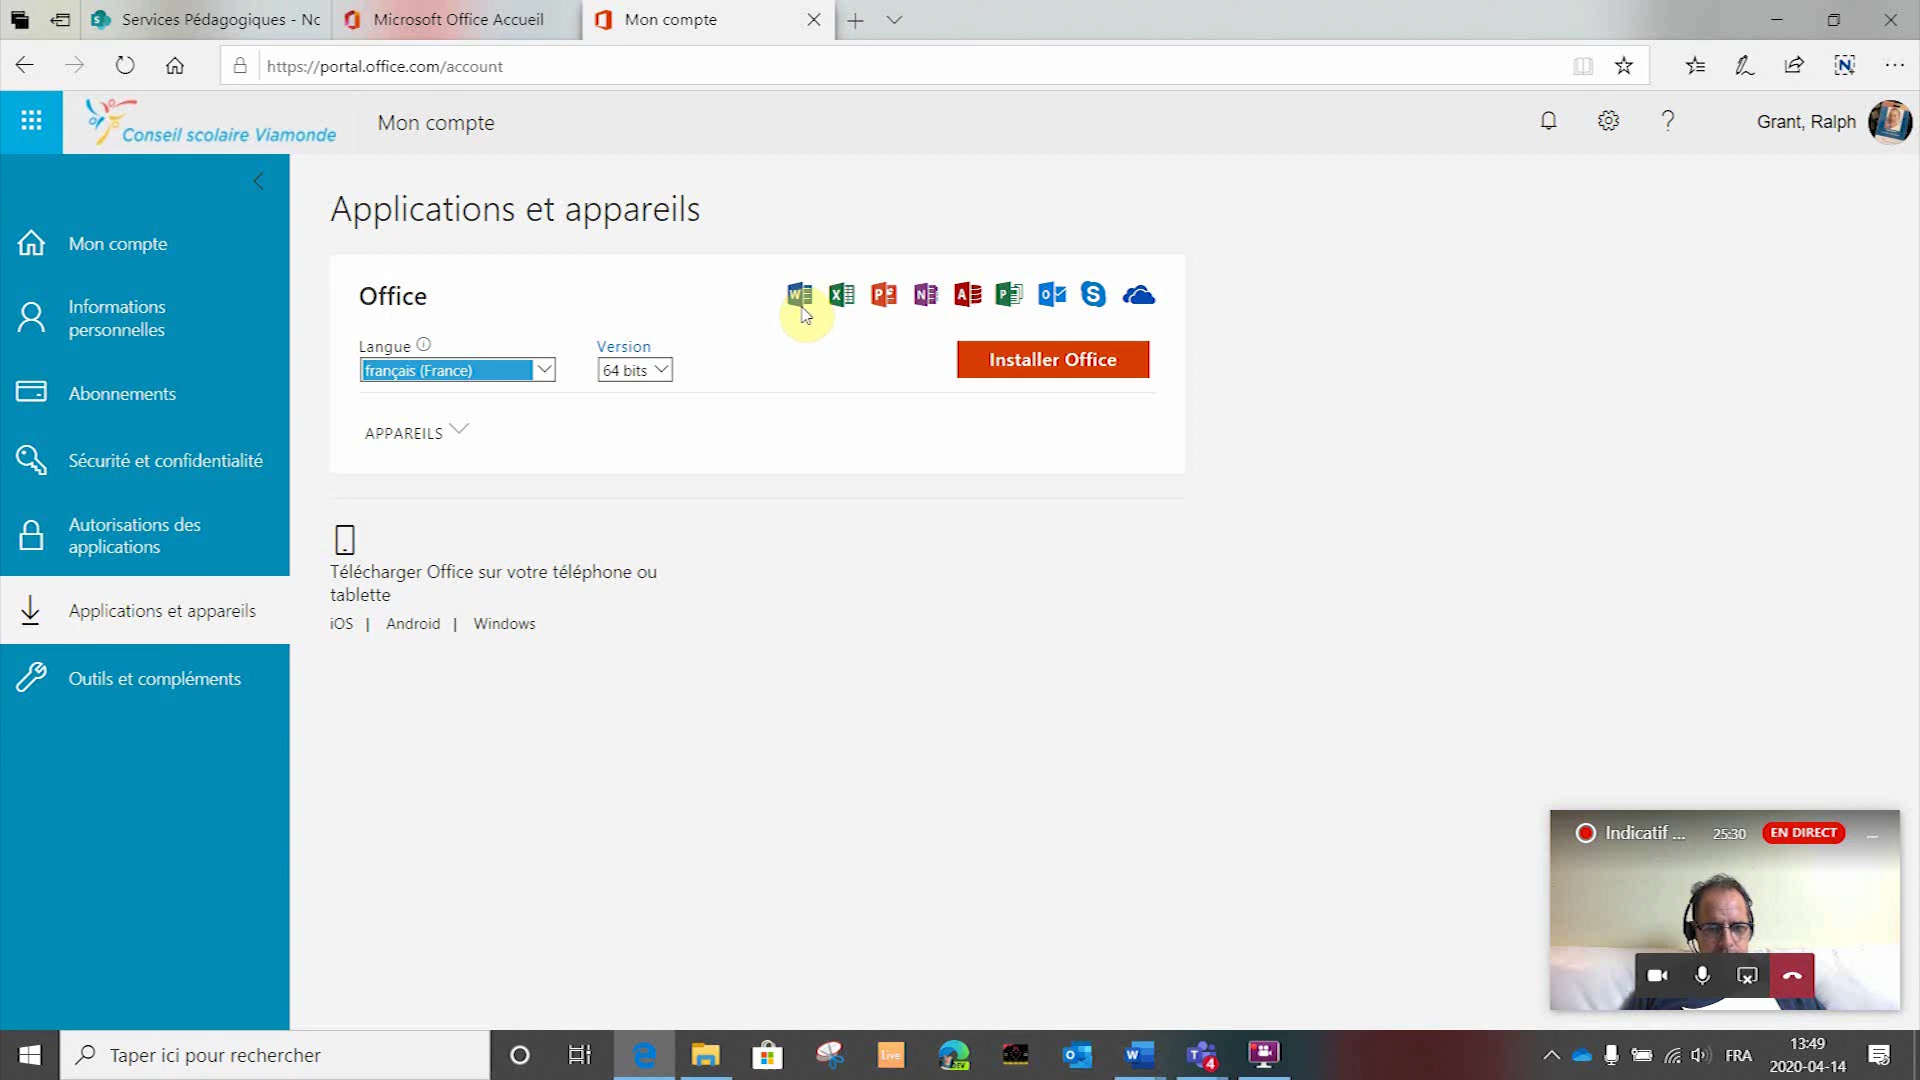 Services Pédagogiques - Nc
Microsoft Office Accueil
Mon compte
https://portal.office.com/account
Conseil scolaire Viamonde
Mon compte
Grant, Ralph
Mon compte
Informations
personnelles
Abonnements
Sécurité et confidentialité
Autorisations des
applications
Applications et appareils
Outils et compléments
Applications et appareils
Office
Langue
Version
français (France)
64 bits
Installer Office
APPAREILS
Télécharger Office sur votre téléphone ou
tablette
iOS | Android | Windows
Indicatif ... 25:30 EN DIRECT
Taper ici pour rechercher
Live
DEV
4
FRA
13:49
2020-04-14